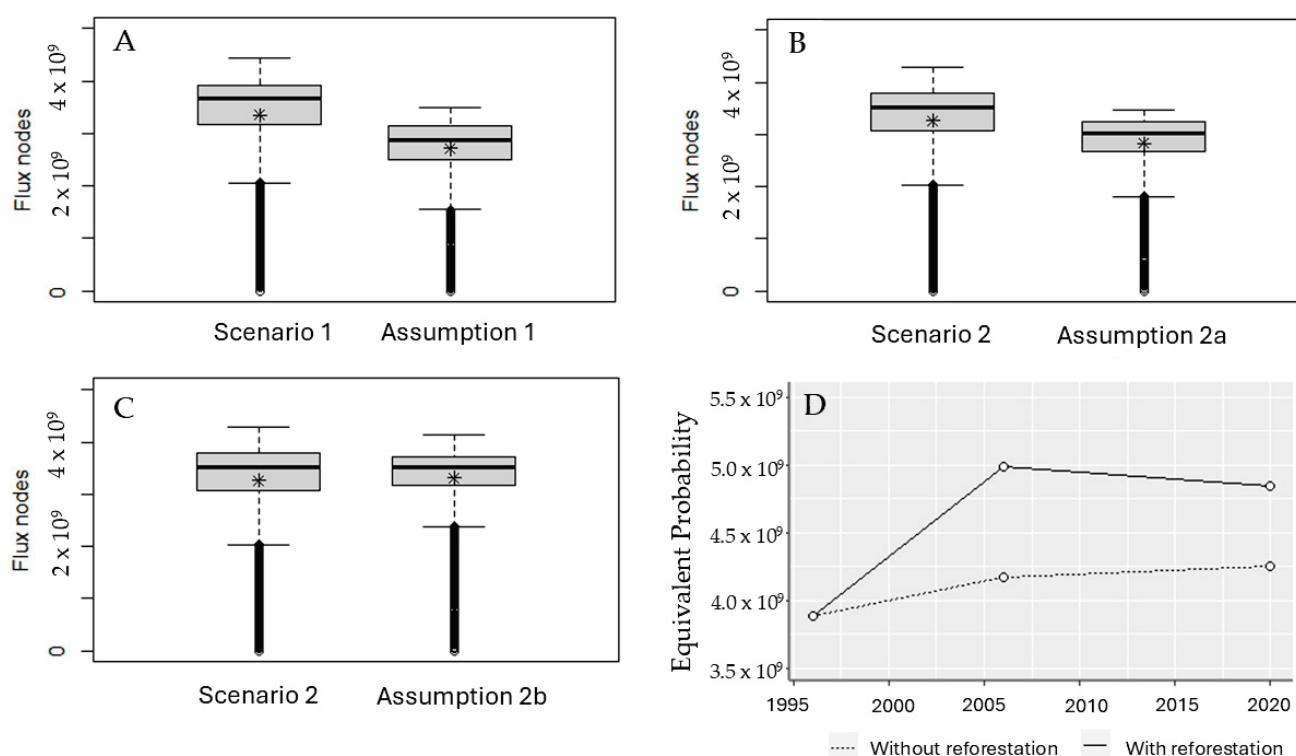 A
Flux nodes
4 x 10⁹
2 x 10⁹
0
Scenario 1 Assumption 1
B
Flux nodes
4 x 10⁹
2 x 10⁹
0
Scenario 2 Assumption 2a
C
Flux nodes
4 x 10⁹
2 x 10⁹
0
Scenario 2 Assumption 2b
D
Equivalent Probability
5.5 x 10⁹
5.0 x 10⁹
4.5 x 10⁹
4.0 x 10⁹
3.5 x 10⁹
1995 2000 2005 2010 2015 2020
Without reforestation With reforestation